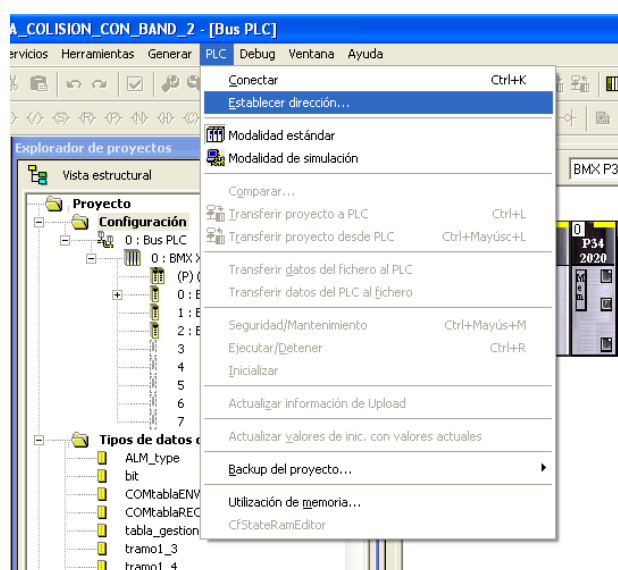 A_COLISION_CON_BAND_2 - [Bus PLC]
ervicios Herramientas Generar PLC Debug Ventana Ayuda
Conectar Ctrl+K
Establecer dirección...
Modalidad estándar
Modalidad de simulación
Comparar...
Transferir proyecto a PLC Ctrl+L
Transferir proyecto desde PLC Ctrl+Mayúsc+L
Transferir datos del fichero al PLC
Transferir datos del PLC al fichero
Seguridad/Mantenimiento Ctrl+Mayús+M
Ejecutar/Detener Ctrl+R
Inicializar
Actualizar información de Upload
Actualizar valores de inic. con valores actuales
Backup del proyecto...
Utilización de memoria...
CfStateRamEditor
Explorador de proyectos
Vista estructural
Proyecto
Configuración
0 : Bus PLC
0 : BMX X
(P) (
0 : B
1 : B
2 : B
3
4
5
6
7
Tipos de datos
ALM_type
bit
COMtablaENV
COMtablaREC
tabla_gestion
tramo1_3
tramo1_4
BMX P3
0
P34
2020
Mem